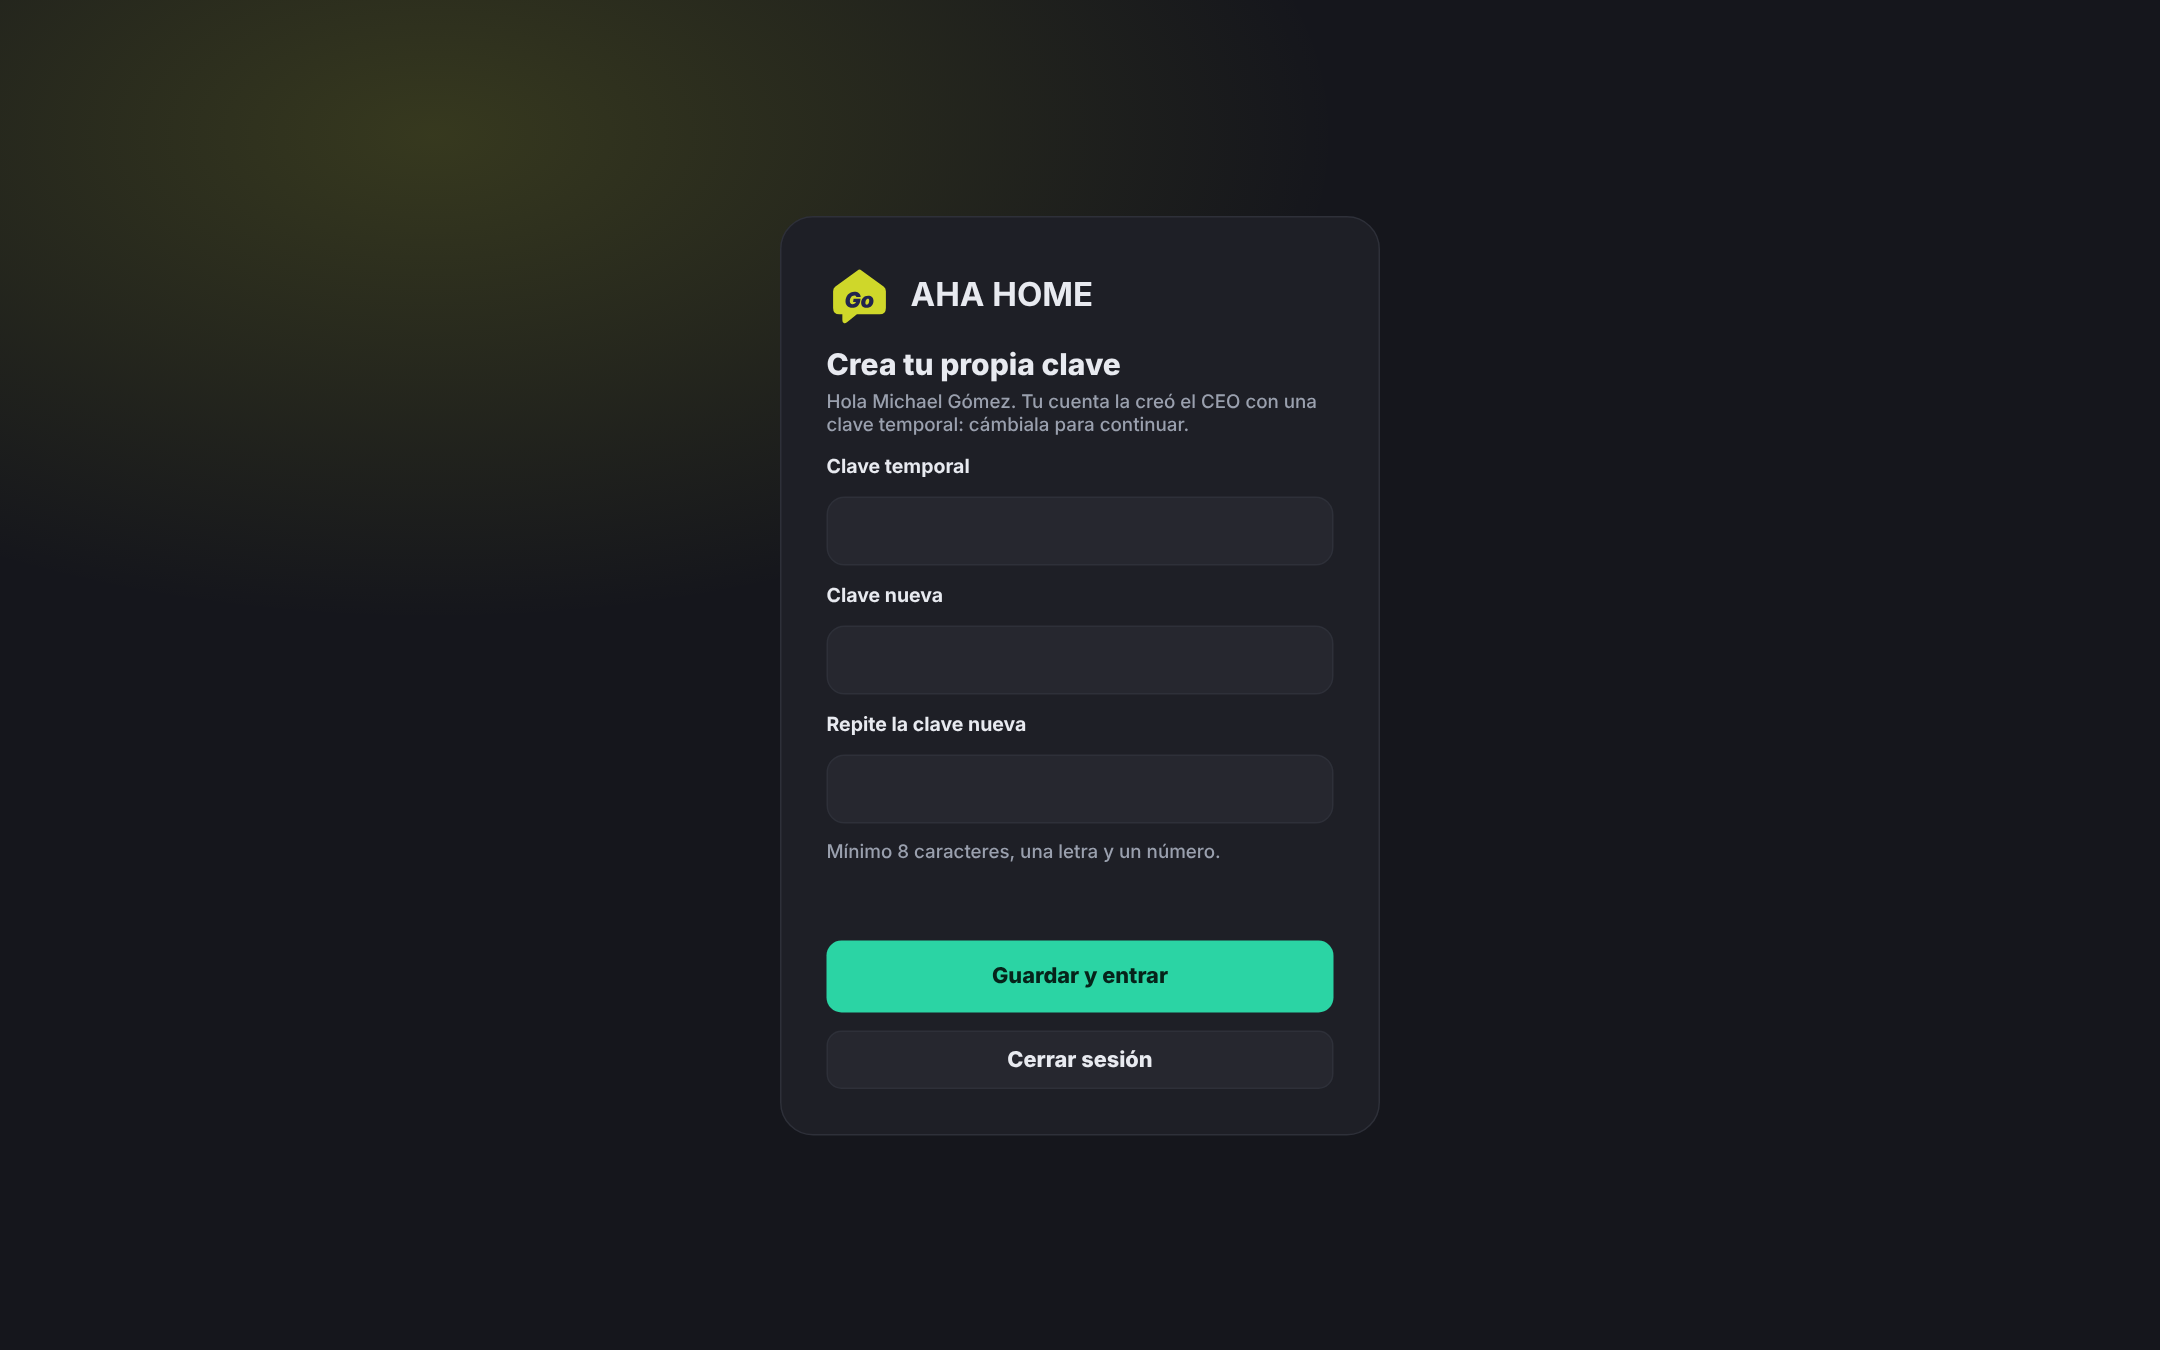 Go
AHA HOME
Crea tu propia clave
Hola Michael Gómez. Tu cuenta la creó el CEO con una
clave temporal: cámbiala para continuar.
Clave temporal
Clave nueva
Repite la clave nueva
Mínimo 8 caracteres, una letra y un número.
Guardar y entrar
Cerrar sesión